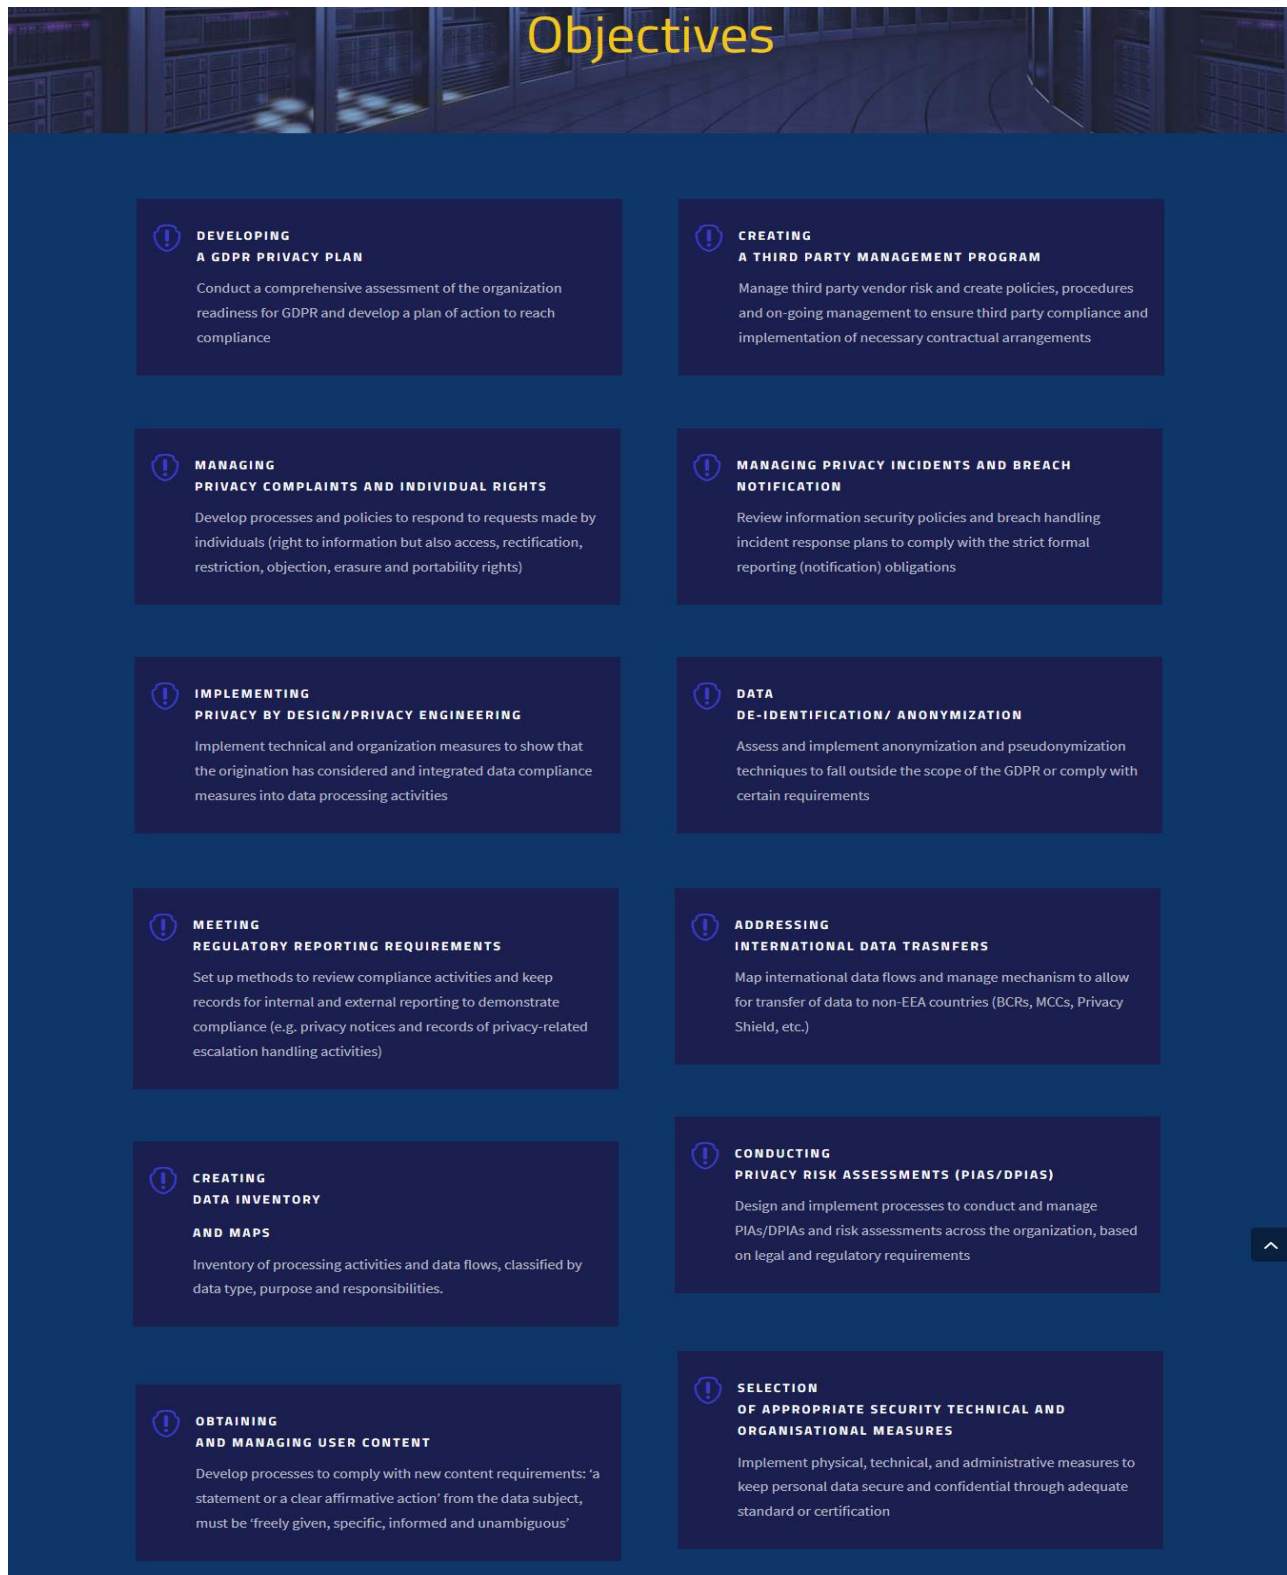 Objectives
DEVELOPING
A GDPR PRIVACY PLAN
Conduct a comprehensive assessment of the organization
readiness for GDPR and develop a plan of action to reach
compliance
CREATING
A THIRD PARTY MANAGEMENT PROGRAM
Manage third party vendor risk and create policies, procedures
and on-going management to ensure third party compliance and
implementation of necessary contractual arrangements
MANAGING
PRIVACY COMPLAINTS AND INDIVIDUAL RIGHTS
Develop processes and policies to respond to requests made by
individuals (right to information but also access, rectification,
restriction, objection, erasure and portability rights)
MANAGING PRIVACY INCIDENTS AND BREACH
NOTIFICATION
Review information security policies and breach handling
incident response plans to comply with the strict formal
reporting (notification) obligations
IMPLEMENTING
PRIVACY BY DESIGN/PRIVACY ENGINEERING
Implement technical and organization measures to show that
the origination has considered and integrated data compliance
measures into data processing activities
DATA
DE-IDENTIFICATION/ ANONYMIZATION
Assess and implement anonymization and pseudonymization
techniques to fall outside the scope of the GDPR or comply with
certain requirements
MEETING
REGULATORY REPORTING REQUIREMENTS
Set up methods to review compliance activities and keep
records for internal and external reporting to demonstrate
compliance (e.g. privacy notices and records of privacy-related
escalation handling activities)
ADDRESSING
INTERNATIONAL DATA TRASNFERS
Map international data flows and manage mechanism to allow
for transfer of data to non-EEA countries (BCRs, MCCs, Privacy
Shield, etc.)
CREATING
DATA INVENTORY
AND MAPS
Inventory of processing activities and data flows, classified by
data type, purpose and responsibilities.
CONDUCTING
PRIVACY RISK ASSESSMENTS (PIAS/DPIAS)
Design and implement processes to conduct and manage
PIAs/DPIAs and risk assessments across the organization, based
on legal and regulatory requirements
OBTAINING
AND MANAGING USER CONTENT
Develop processes to comply with new content requirements: ‘a
statement or a clear affirmative action’ from the data subject,
must be ‘freely given, specific, informed and unambiguous’
SELECTION
OF APPROPRIATE SECURITY TECHNICAL AND
ORGANISATIONAL MEASURES
Implement physical, technical, and administrative measures to
keep personal data secure and confidential through adequate
standard or certification